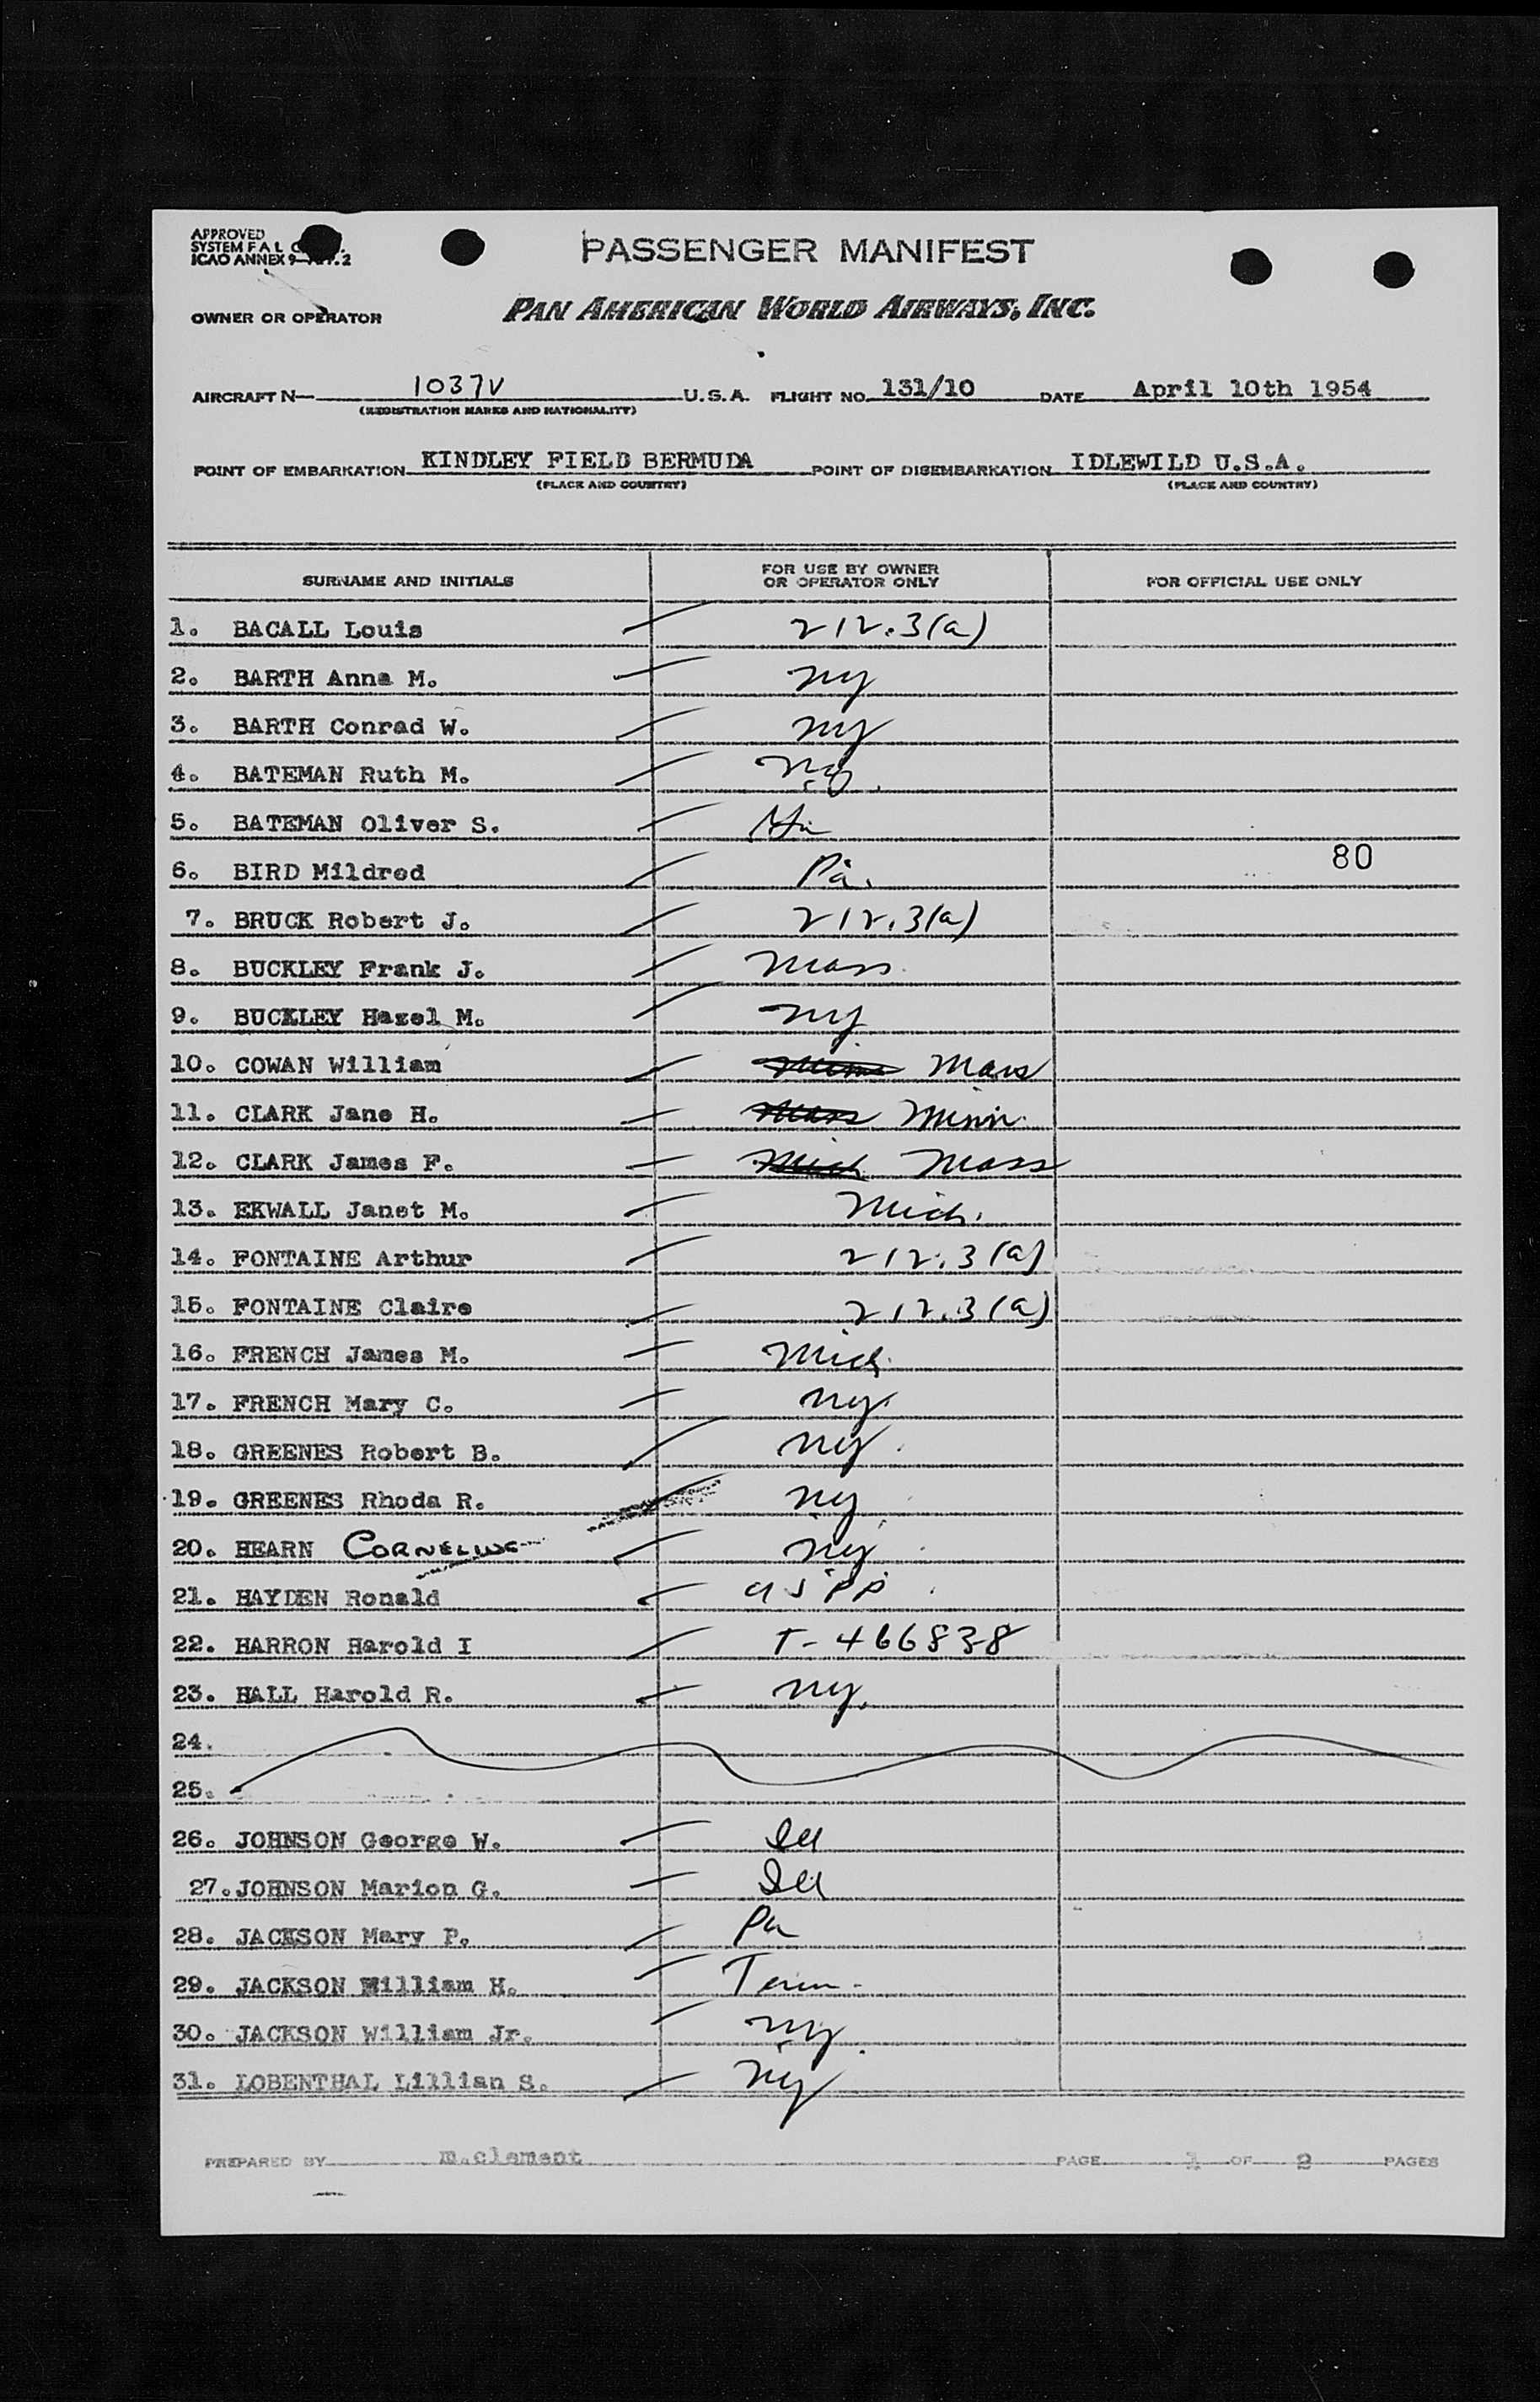 APPROVED
SYSTEM F A L
ICAO ANNEX 9 2
PASSENGER MANIFEST
OWNER OR OPERATOR PAN AMERICAN WORLD AIRWAYS, INC.
AIRCRAFT N 1037V U.S.A. FLIGHT NO. 131/10 DATE April 10th 1954
(REGISTRATION MARKS AND NATIONALITY)
POINT OF EMBARKATION KINDLEY FIELD BERMUDA POINT OF DISEMBARKATION IDLEWILD U.S.A.
(PLACE AND COUNTRY) (PLACE AND COUNTRY)
SURNAME AND INITIALS FOR USE BY OWNER OR OPERATOR ONLY FOR OFFICIAL USE ONLY
1. BACALL Louis 212.3(a)
2. BARTH Anna M. ny
3. BARTH Conrad W. ny
4. BATEMAN Ruth M. ny
5. BATEMAN Oliver S.
6. BIRD Mildred Pa. 80
7. BRUCK Robert J. 212.3(a)
8. BUCKLEY Frank J. Mass.
9. BUCKLEY Hazel M. ny
10. COWAN William Mass
11. CLARK Jane H. Mass Minn.
12. CLARK James F. Mich Mass
13. EKWALL Janet M. Mich.
14. FONTAINE Arthur 212.3(a)
15. FONTAINE Claire 212.3(a)
16. FRENCH James M. Mich.
17. FRENCH Mary C. ny
18. GREENES Robert B. ny.
19. GREENES Rhoda R. ny
20. HEARN CORNELIUS ny
21. HAYDEN Ronald USPP
22. HARRON Harold I T-466838
23. HALL Harold R. ny.
24.
25.
26. JOHNSON George W. Ill
27. JOHNSON Marion G. Ill
28. JACKSON Mary P. Pa
29. JACKSON William H. Tenn.
30. JACKSON William Jr. ny
31. LOBENTHAL Lillian S. ny
PREPARED BY m.clement PAGE 1 OF 2 PAGES